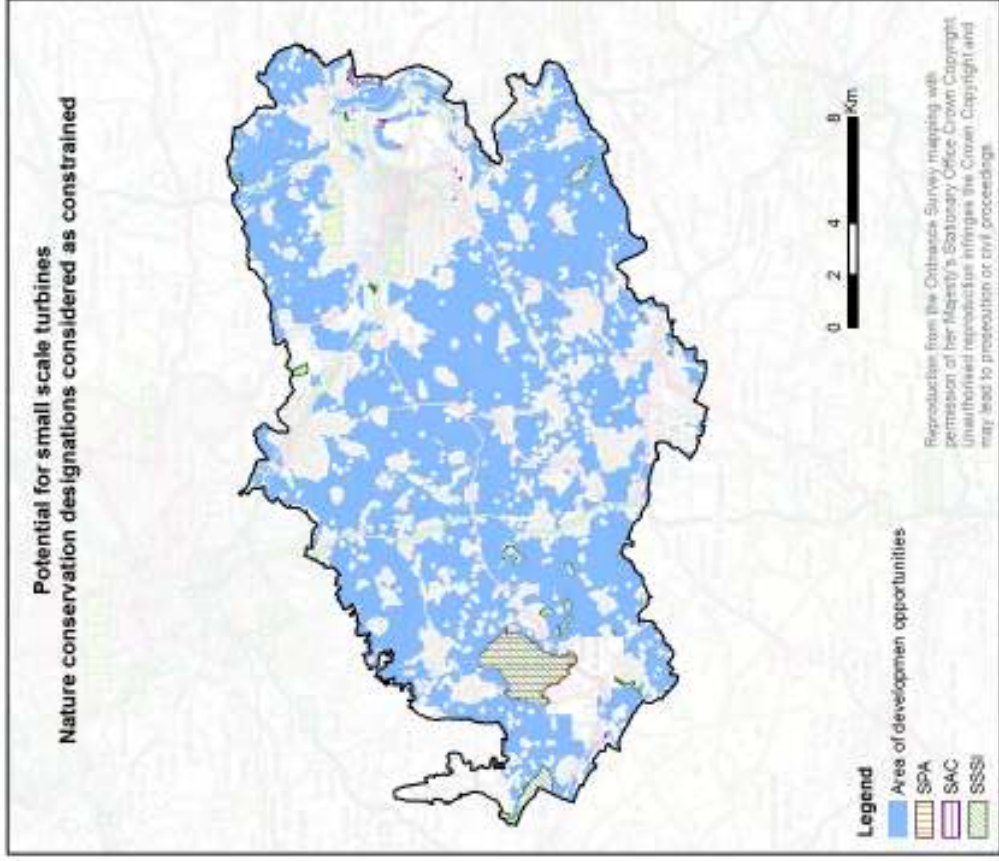 Potential for small scale turbines
Nature conservation designations considered as constrained
0 2 4 8
Km
Legend
Area of developmen opportunities
SPA
SAC
SSSI
Reproduction from the Ordnance Survey mapping with
permission of her Majesty's Stationary Office Crown Copyright.
Unauthorised reproduction infringes the Crown Copyright and
may lead to prosecution or civil proceedings.